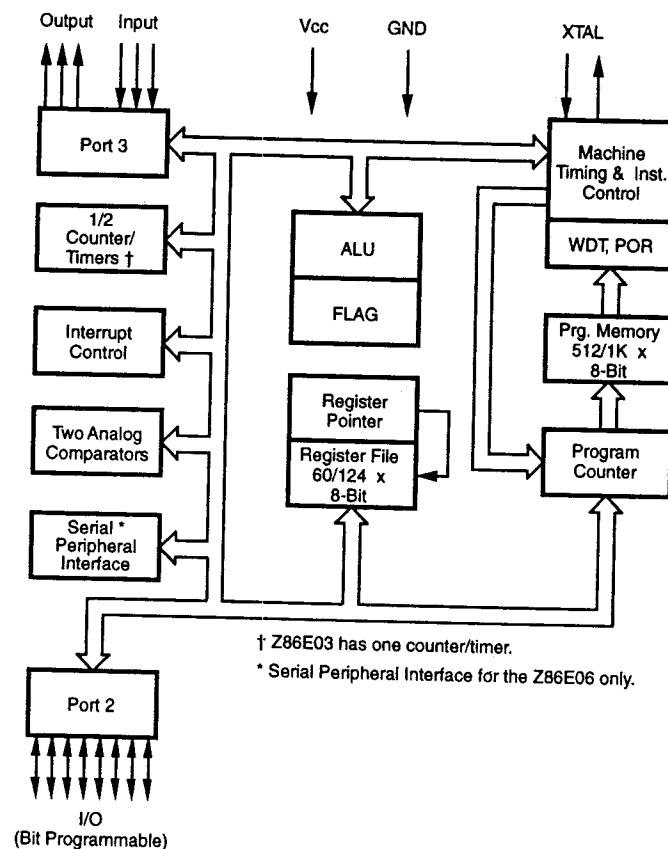 Output Input
Vcc GND
XTAL
Port 3
Machine
Timing & Inst.
Control
WDT, POR
1/2
Counter/
Timers †
ALU
FLAG
Interrupt
Control
Prg. Memory
512/1K x
8-Bit
Two Analog
Comparators
Register
Pointer
Register File
60/124 x
8-Bit
Program
Counter
Serial *
Peripheral
Interface
† Z86E03 has one counter/timer.
* Serial Peripheral Interface for the Z86E06 only.
Port 2
I/O
(Bit Programmable)